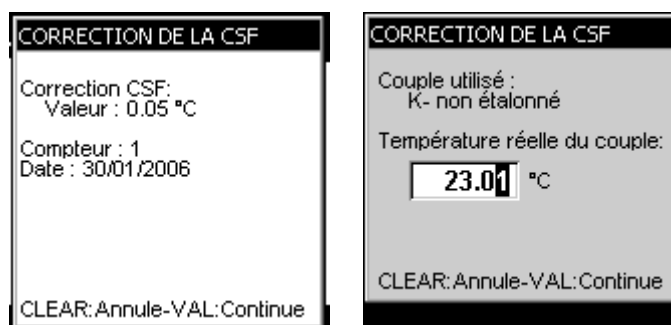 CORRECTION DE LA CSF
Correction CSF:
Valeur : 0.05 °C
Compteur : 1
Date : 30/01/2006
CLEAR:Annule-VAL:Continue
CORRECTION DE LA CSF
Couple utilisé :
K- non étalonné
Température réelle du couple:
23.01 °C
CLEAR:Annule-VAL:Continue